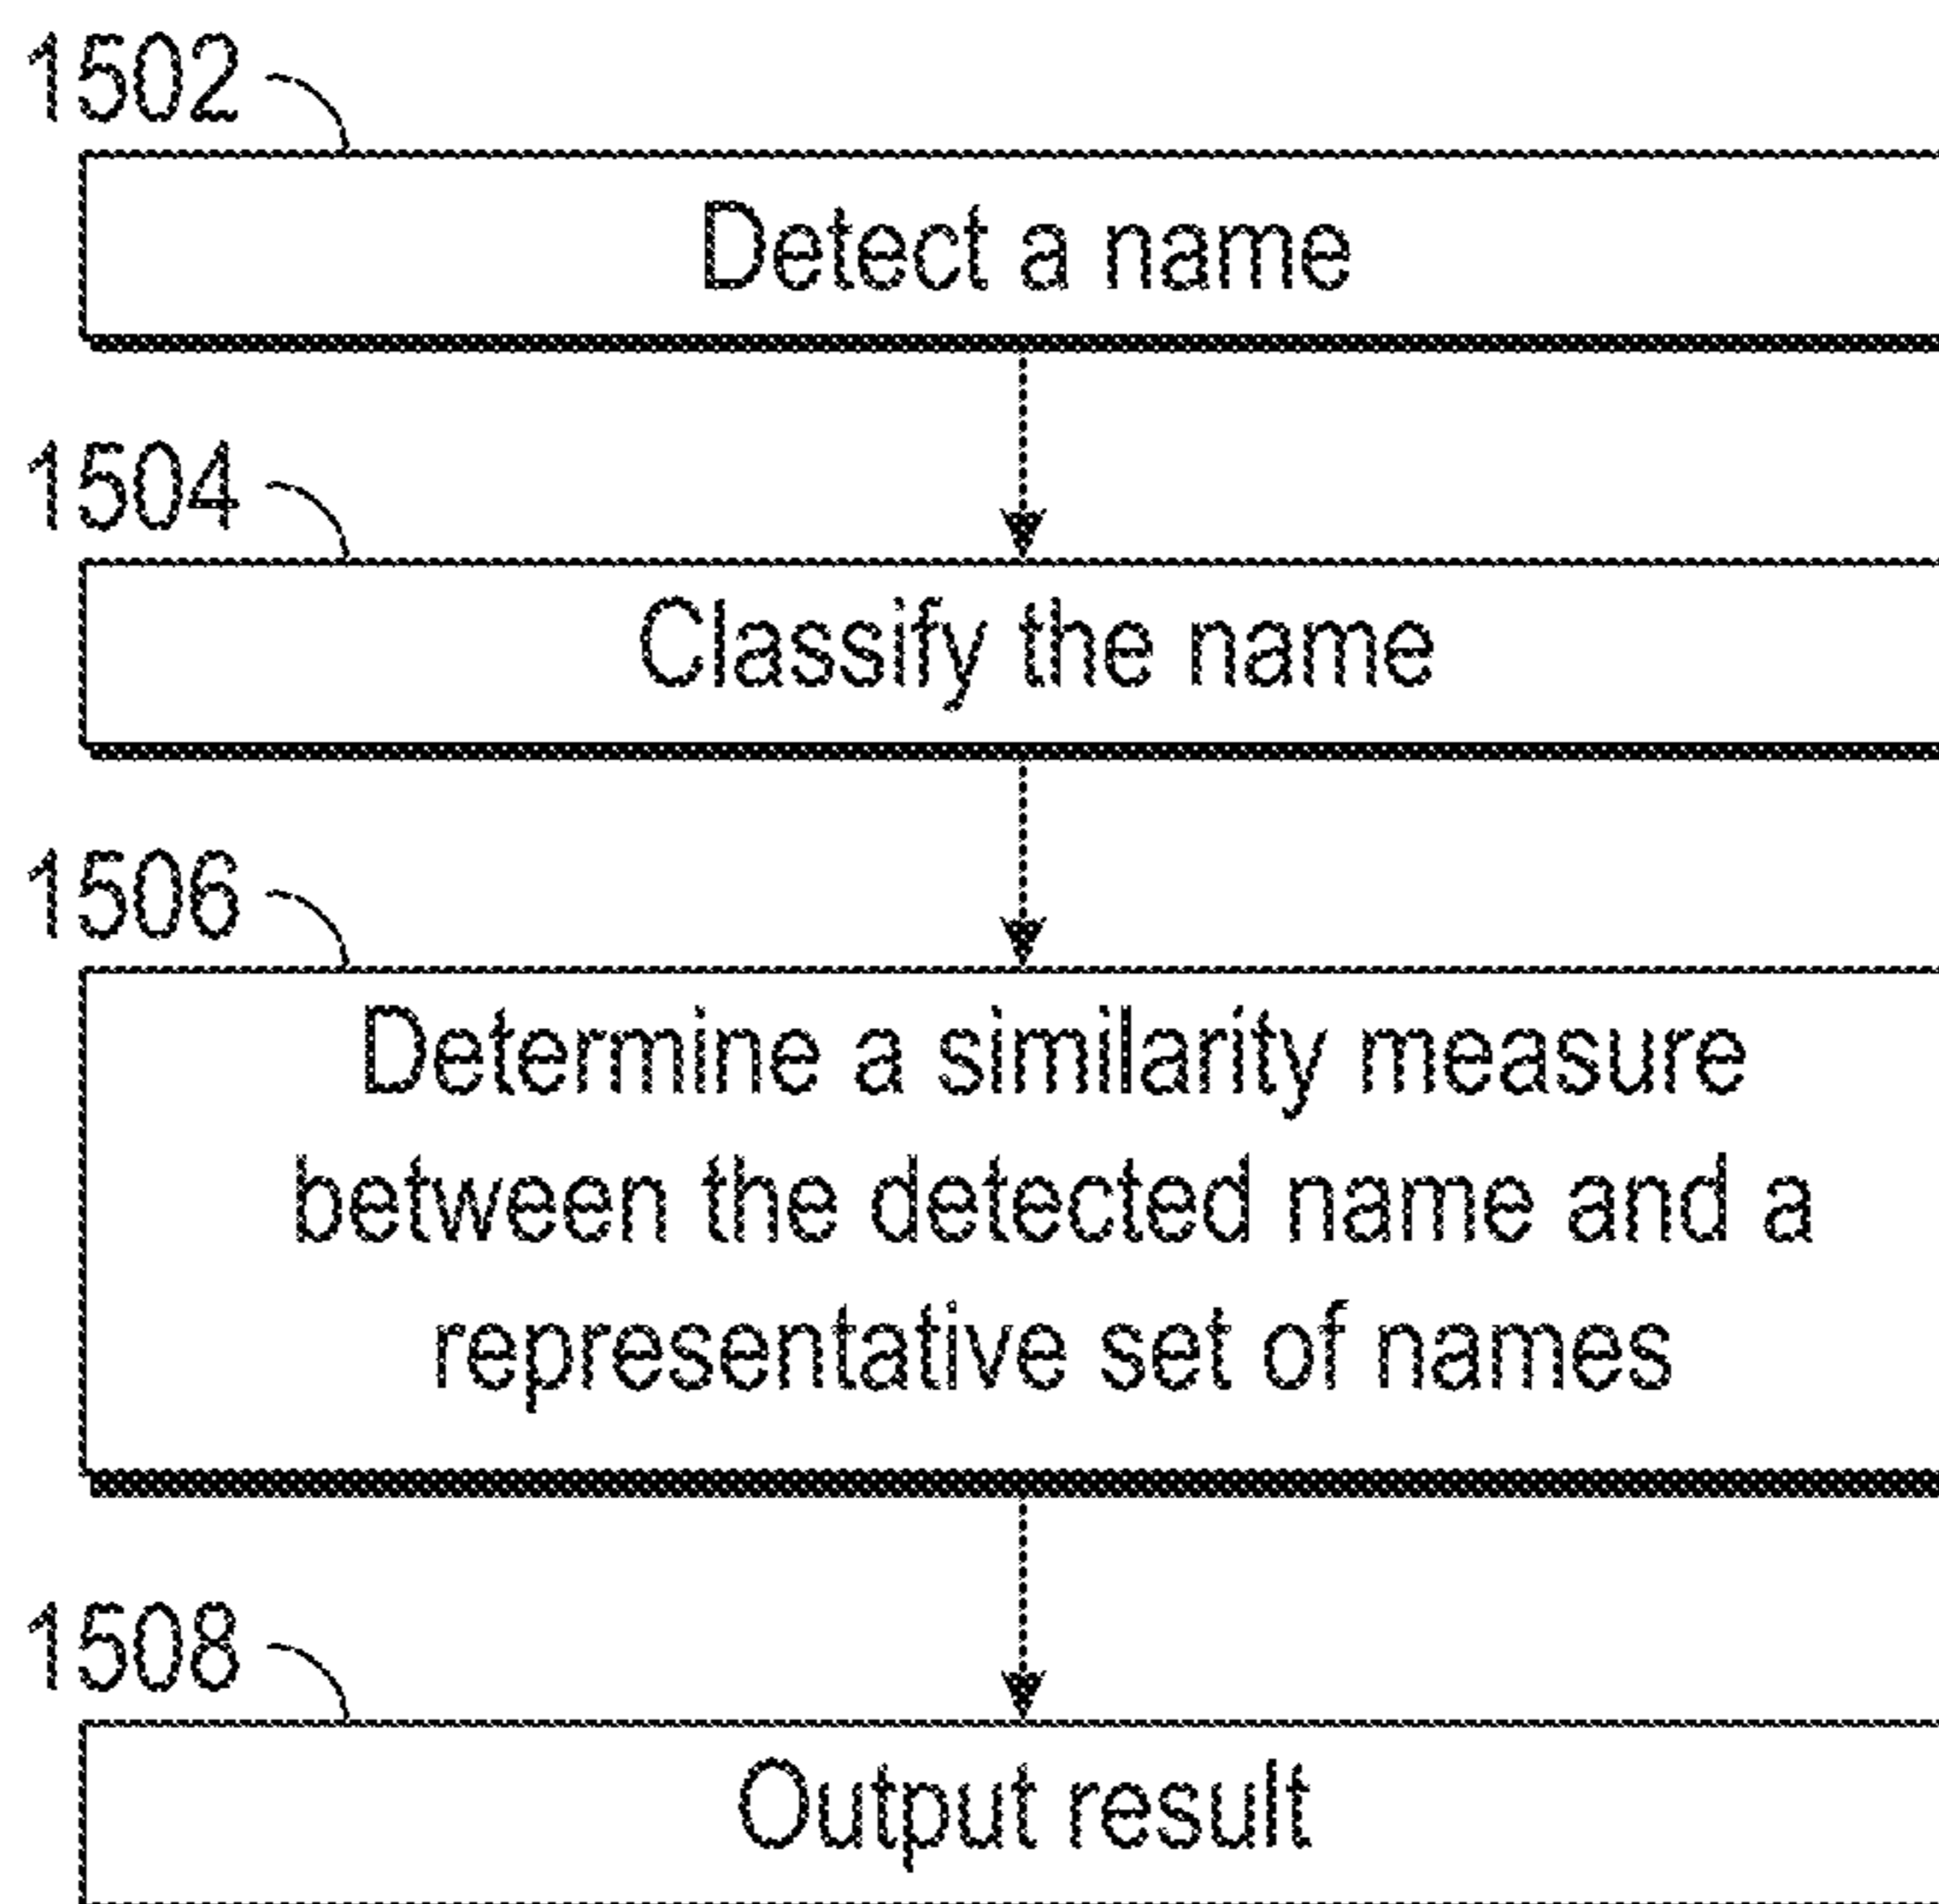 1502
Detect a name
1504
Classify the name
1506
Determine a similarity measure
between the detected name and a
representative set of names
1508
Output result